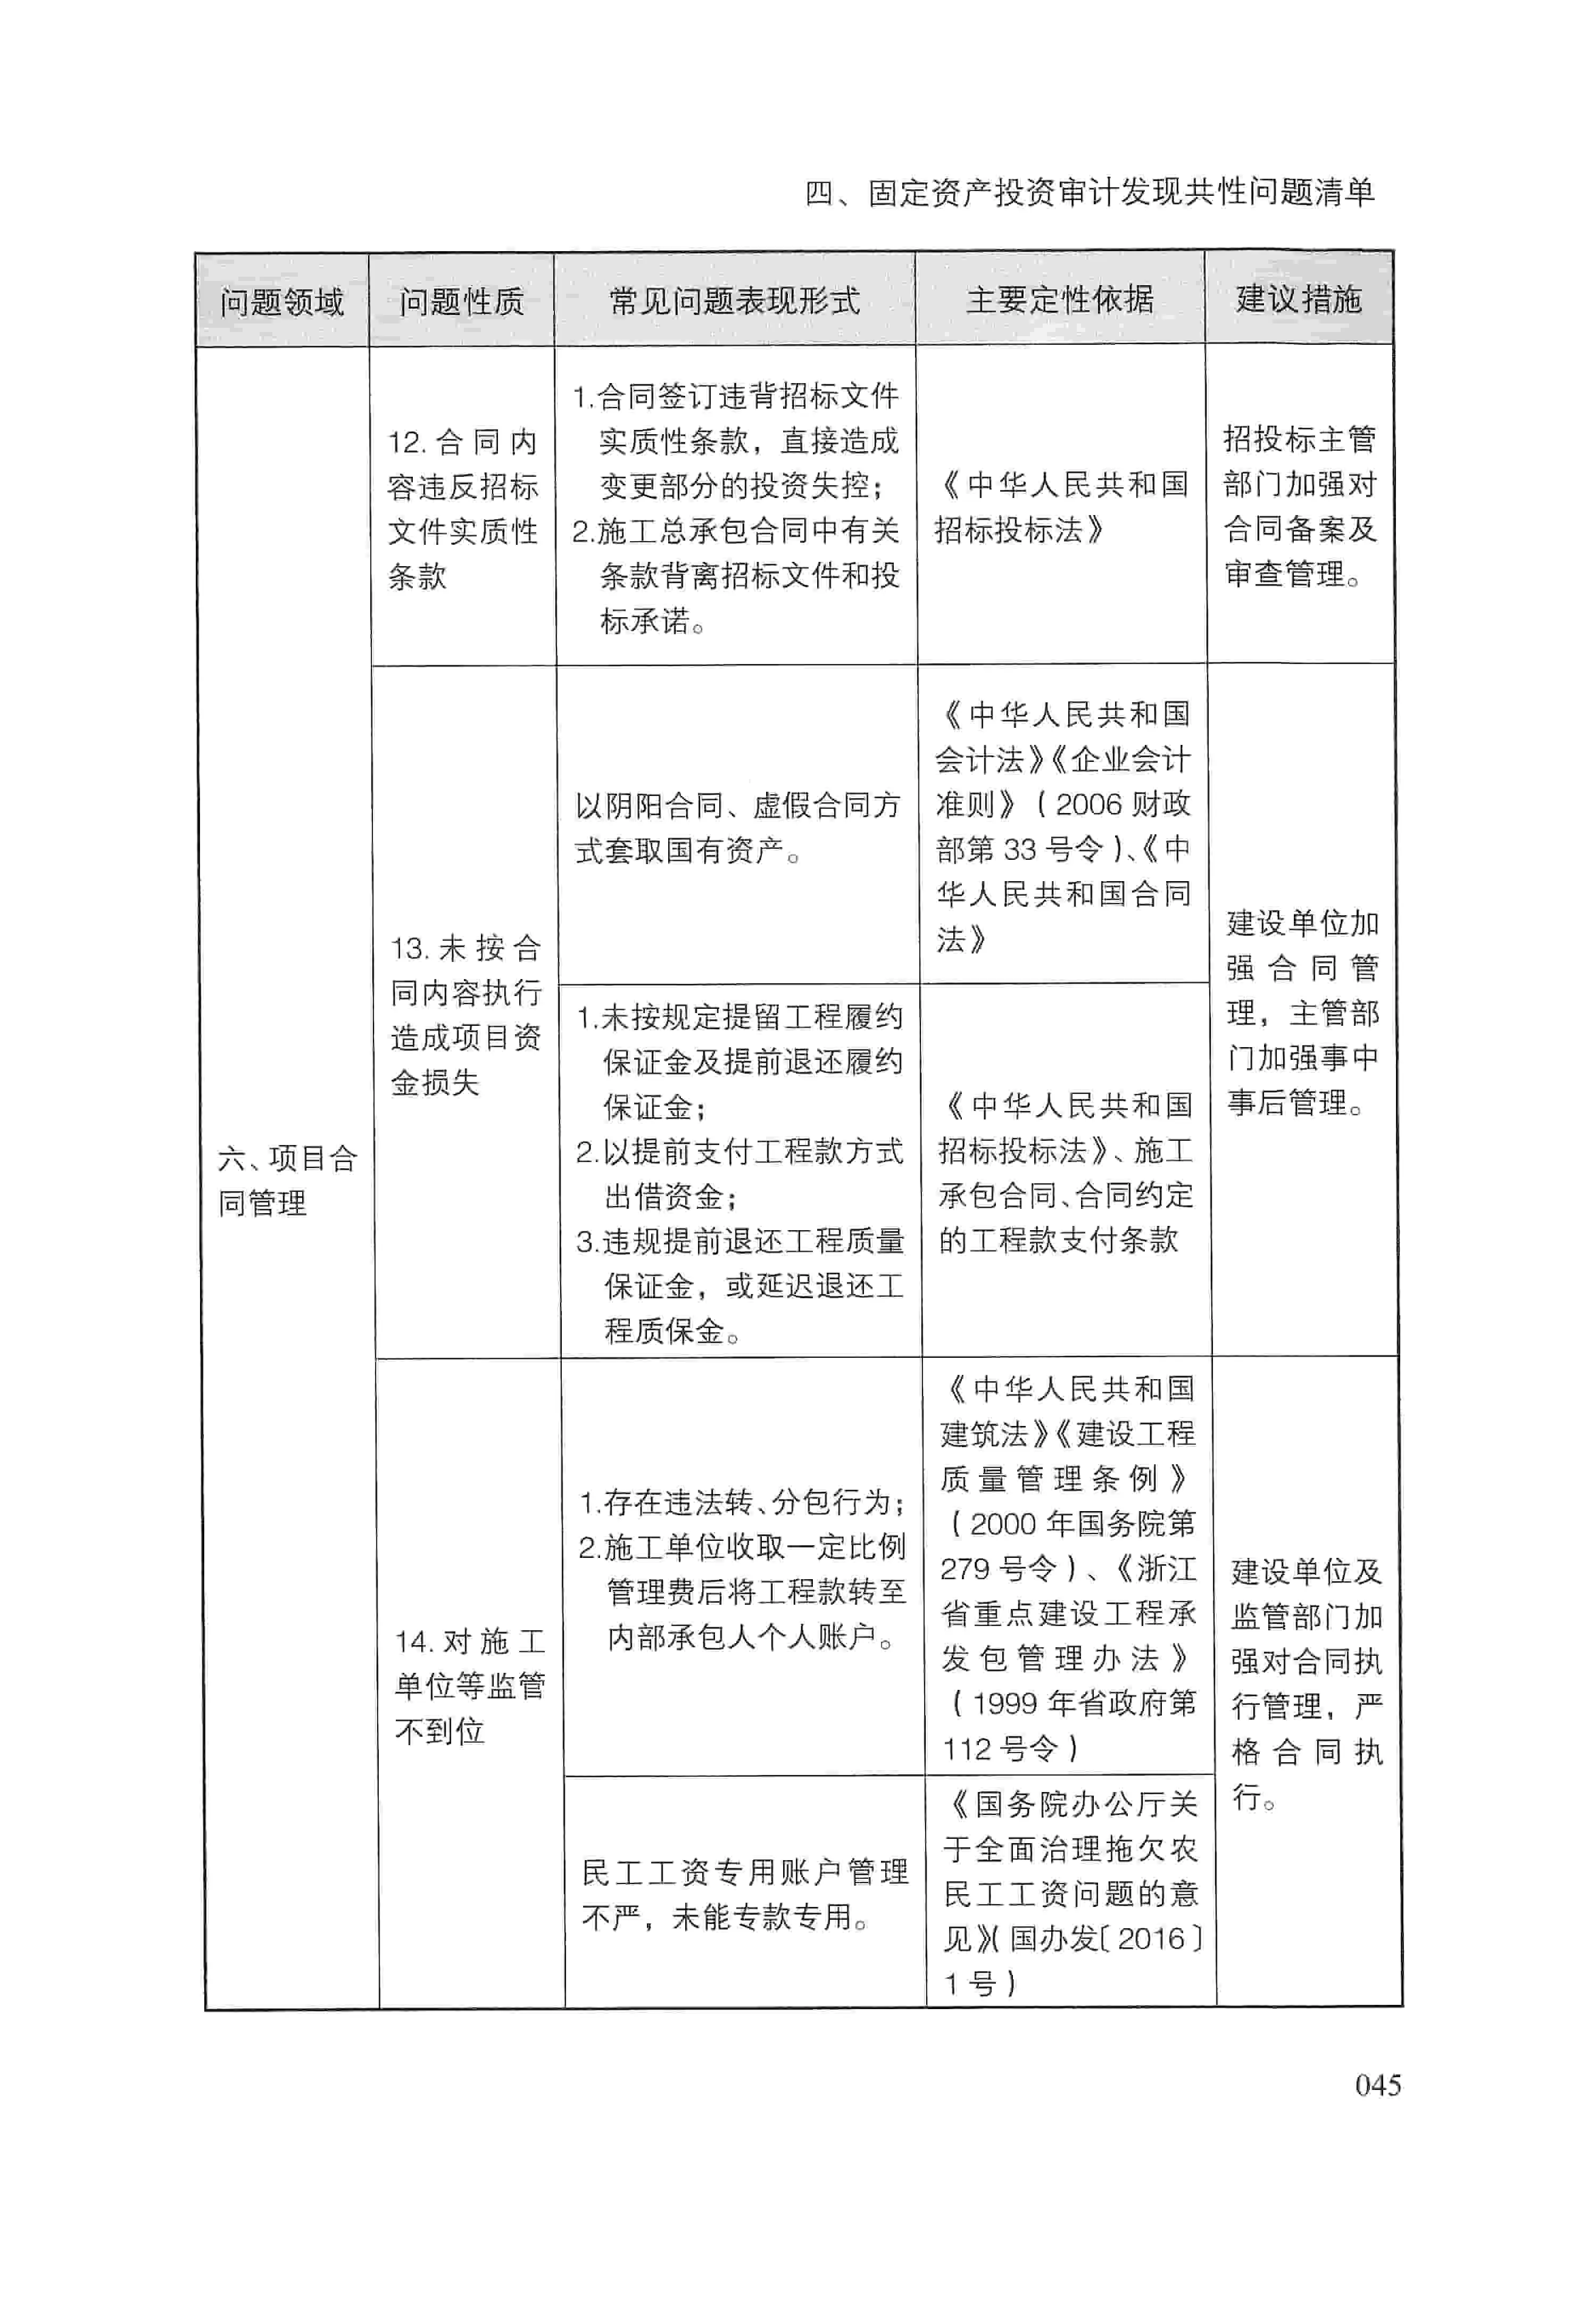 四、固定资产投资审计发现共性问题清单
问题领域
问题性质
常见问题表现形式
主要定性依据
建议措施
六、项目合
同管理
12.合同内
容违反招标
文件实质性
条款
1.合同签订违背招标文件
实质性条款，直接造成
变更部分的投资失控；
2.施工总承包合同中有关
条款背离招标文件和投
标承诺。
《中华人民共和国
招标投标法》
招投标主管
部门加强对
合同备案及
审查管理。
13.未按合
同内容执行
造成项目资
金损失
以阴阳合同、虚假合同方
式套取国有资产。
《中华人民共和国
会计法》《企业会计
准则》（2006财政
部第33号令）、《中
华人民共和国合同
法》
建设单位加
强合同管
理，主管部
门加强事中
事后管理。
1.未按规定提留工程履约
保证金及提前退还履约
保证金；
2.以提前支付工程款方式
出借资金；
3.违规提前退还工程质量
保证金，或延迟退还工
程质保金。
《中华人民共和国
招标投标法》、施工
承包合同、合同约定
的工程款支付条款
14.对施工
单位等监管
不到位
1.存在违法转、分包行为；
2.施工单位收取一定比例
管理费后将工程款转至
内部承包人个人账户。
《中华人民共和国
建筑法》《建设工程
质量管理条例》
（2000年国务院第
279号令）、《浙江
省重点建设工程承
发包管理办法》
（1999年省政府第
112号令）
建设单位及
监管部门加
强对合同执
行管理，严
格合同执
行。
民工工资专用账户管理
不严，未能专款专用。
《国务院办公厅关
于全面治理拖欠农
民工工资问题的意
见》（国办发〔2016〕
1号）
045